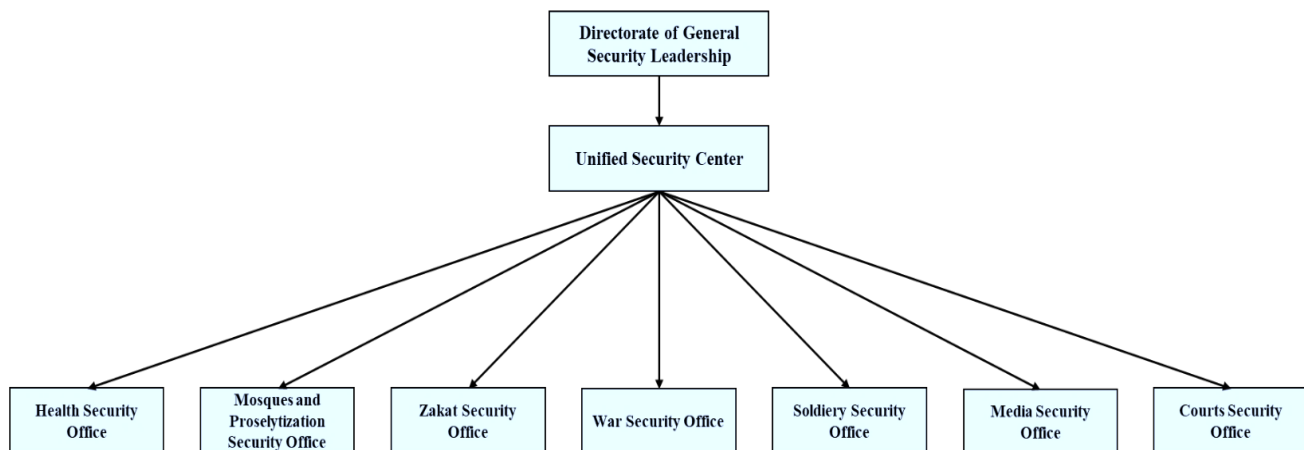 Directorate of General
Security Leadership
Unified Security Center
Health Security
Office
Mosques and
Proselytization
Security Office
Zakat Security
Office
War Security Office
Soldiery Security
Office
Media Security
Office
Courts Security
Office